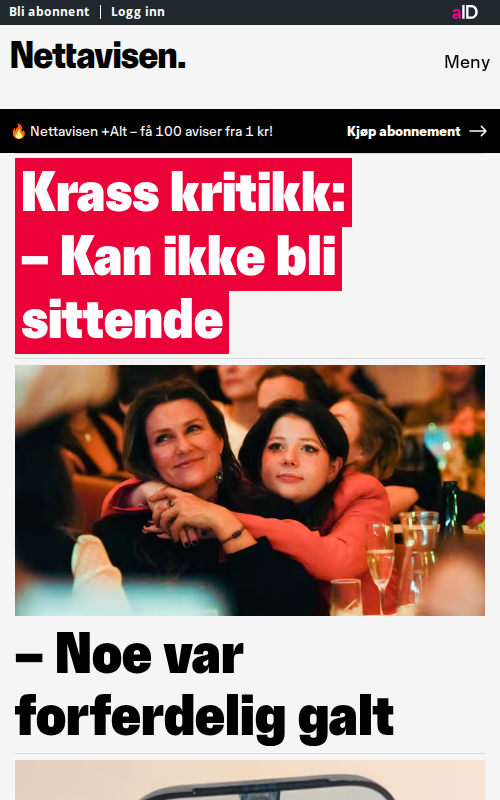 Bli abonnent | Logg inn
aID
Nettavisen.
Meny
🔥 Nettavisen +Alt – få 100 aviser fra 1 kr!
Kjøp abonnement →
Krass kritikk:
– Kan ikke bli
sittende
– Noe var
forferdelig galt